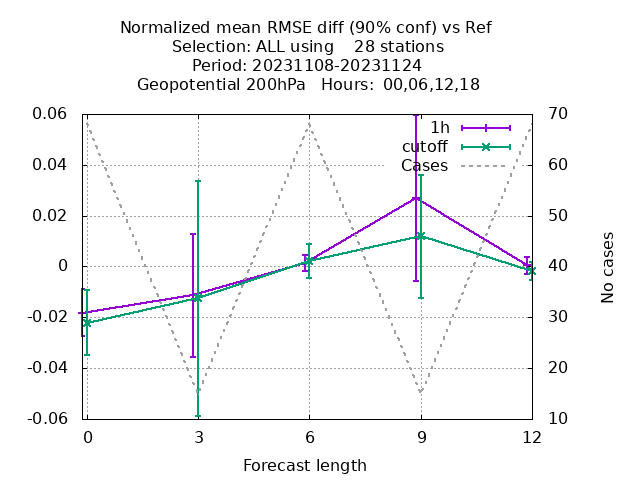 Normalized mean RMSE diff (90% conf) vs Ref
Selection: ALL using    28 stations
Period: 20231108-20231124
Geopotential 200hPa   Hours:  00,06,12,18
1h
cutoff
Cases
0.06
0.04
0.02
0
-0.02
-0.04
-0.06
70
60
50
40
30
20
10
No cases
0
3
6
9
12
Forecast length